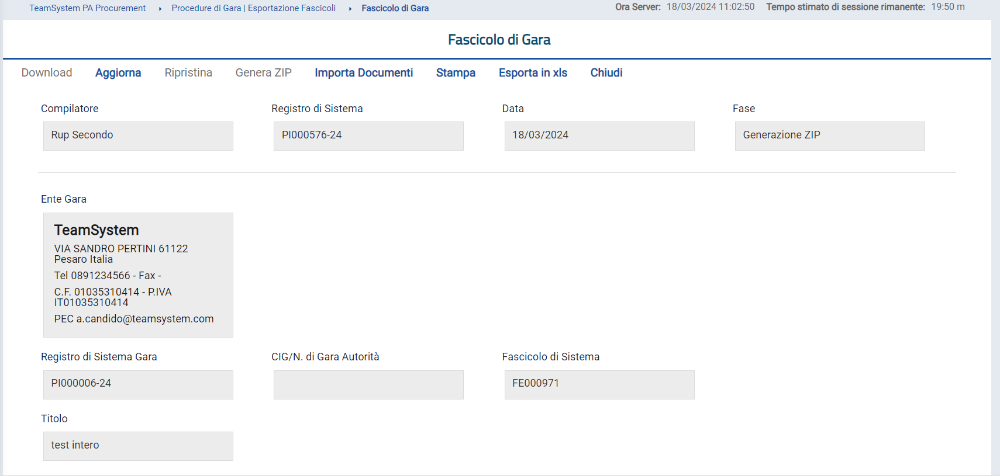 TeamSystem PA Procurement Procedure di Gara | Esportazione Fascicoli Fascicolo di Gara Ora Server: 18/03/2024 11:02:50 Tempo stimato di sessione rimanente: 19:50 m
Fascicolo di Gara
Download Aggiorna Ripristina Genera ZIP Importa Documenti Stampa Esporta in xls Chiudi
Compilatore Registro di Sistema Data Fase
Rup Secondo PI000576-24 18/03/2024 Generazione ZIP
Ente Gara
TeamSystem
VIA SANDRO PERTINI 61122
Pesaro Italia
Tel 0891234566 - Fax -
C.F. 01035310414 - P.IVA
IT01035310414
PEC a.candido@teamsystem.com
Registro di Sistema Gara CIG/N. di Gara Autorità Fascicolo di Sistema
PI000006-24 FE000971
Titolo
test intero